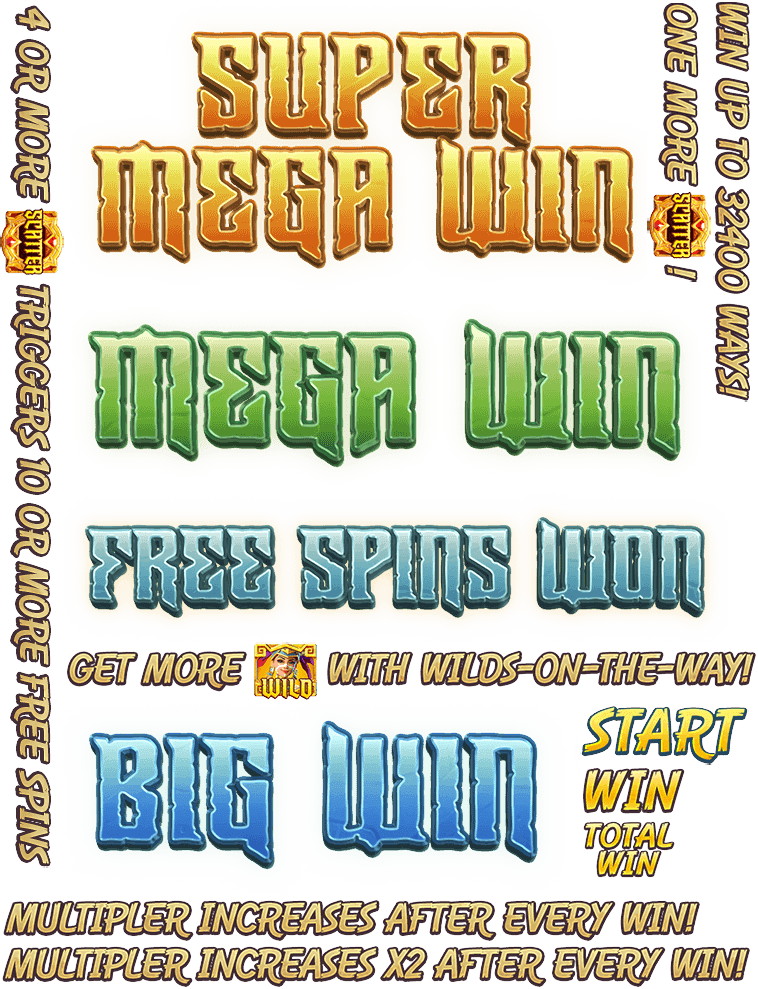 4 OR MORE SCATTER TRIGGERS 10 OR MORE FREE SPINS
WIN UP TO 32400 WAYS!
ONE MORE SCATTER !
SUPER
MEGA WIN
MEGA WIN
FREE SPINS WON
GET MORE WILD WITH WILDS-ON-THE-WAY!
BIG WIN
START
WIN
TOTAL
WIN
MULTIPLER INCREASES AFTER EVERY WIN!
MULTIPLER INCREASES X2 AFTER EVERY WIN!